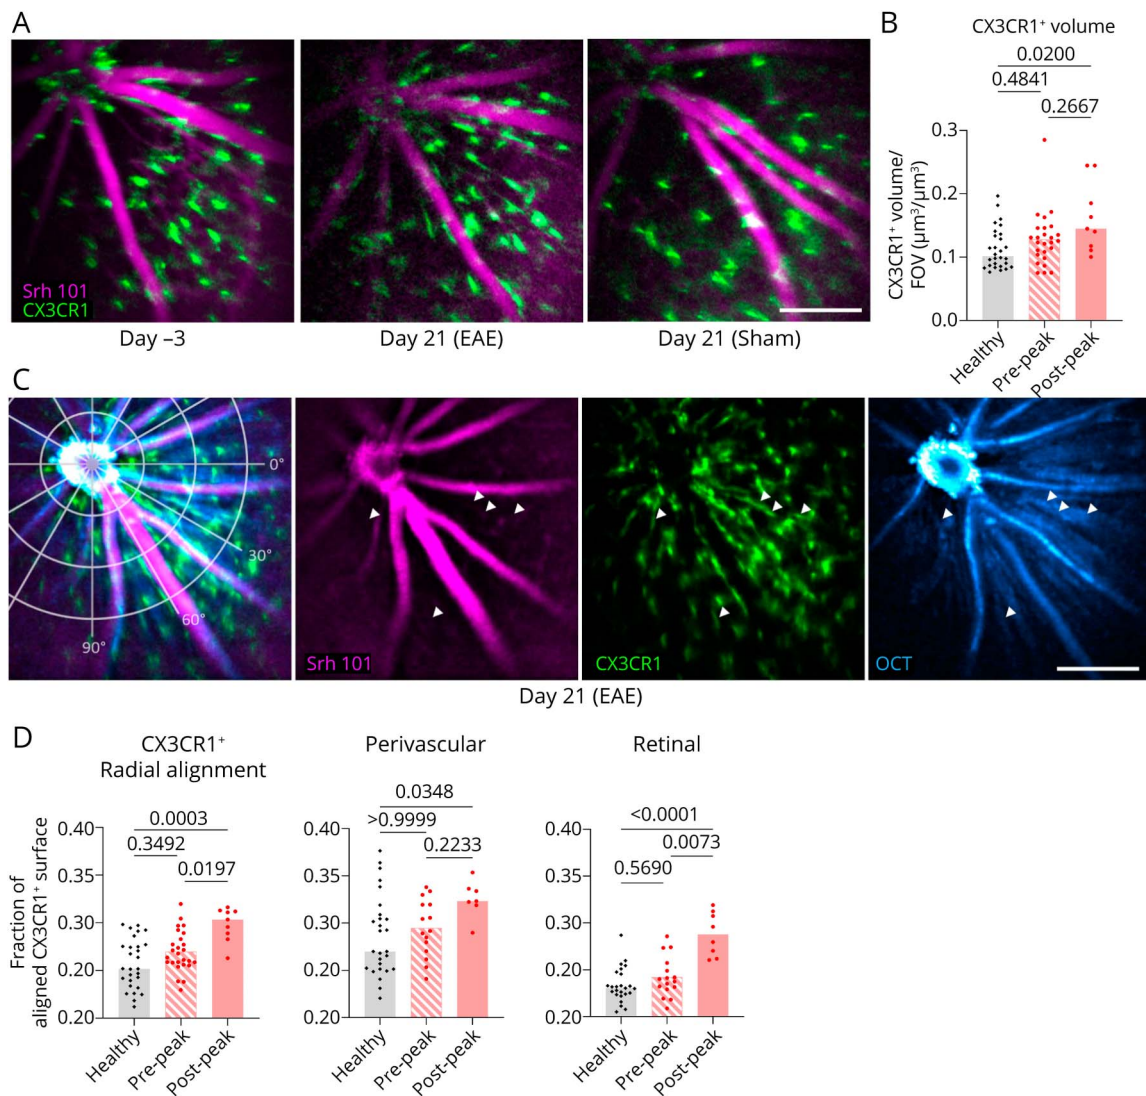 A
Srh 101
CX3CR1
Day –3
Day 21 (EAE)
Day 21 (Sham)
B
CX3CR1⁺ volume
0.0200
0.4841
0.2667
CX3CR1⁺ volume/
FOV (μm³/μm³)
0.3
0.2
0.1
0.0
Healthy
Pre-peak
Post-peak
C
0°
30°
60°
90°
Srh 101
CX3CR1
OCT
Day 21 (EAE)
D
CX3CR1⁺
Radial alignment
Fraction of
aligned CX3CR1⁺ surface
0.0003
0.3492
0.0197
0.40
0.35
0.30
0.20
0.20
Healthy
Pre-peak
Post-peak
Perivascular
0.0348
>0.9999
0.2233
0.40
0.35
0.30
0.20
0.20
Healthy
Pre-peak
Post-peak
Retinal
<0.0001
0.0073
0.5690
0.40
0.35
0.30
0.20
0.20
Healthy
Pre-peak
Post-peak